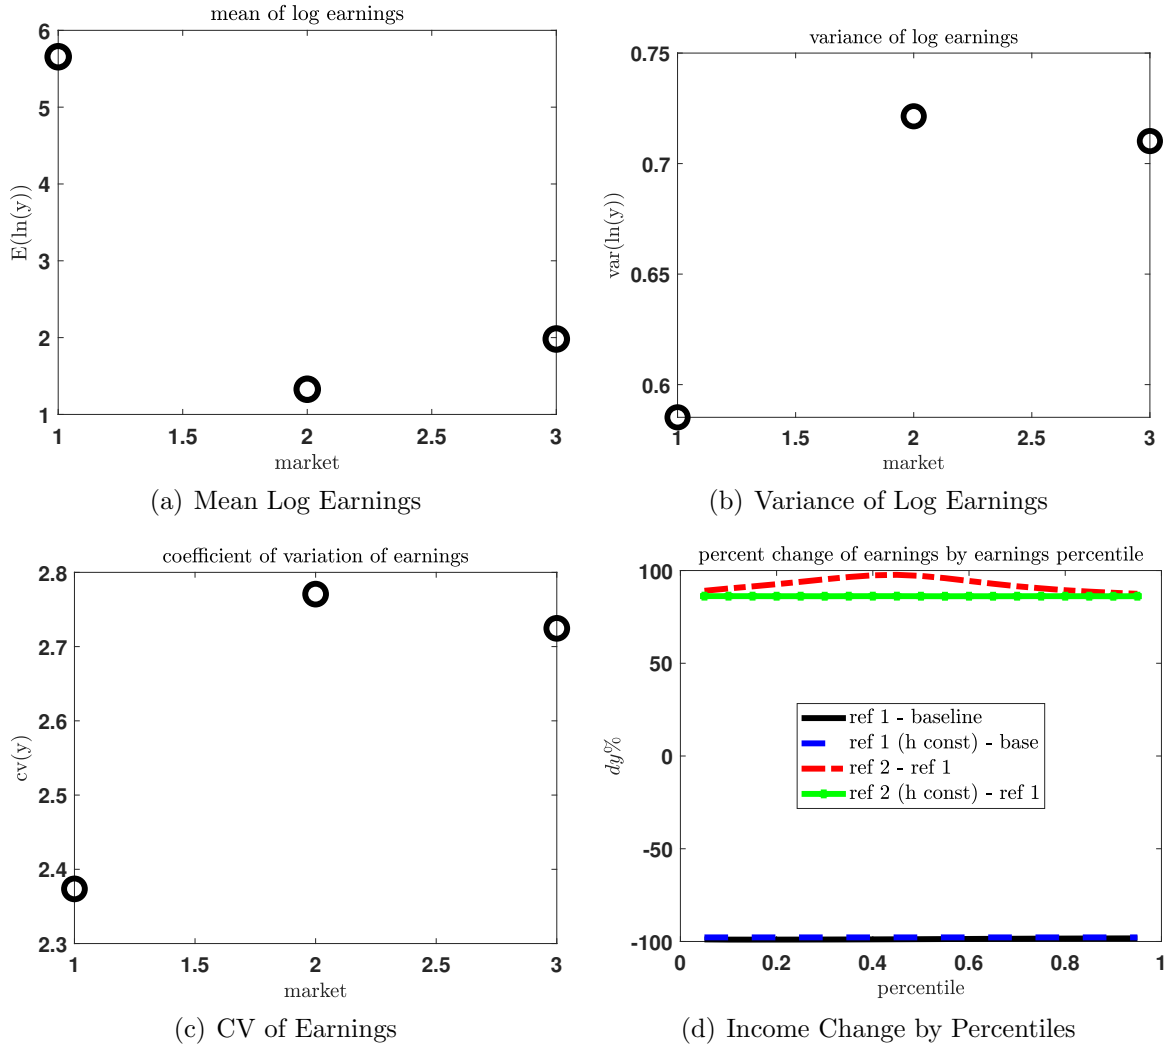 mean of log earnings
6
5
4
3
2
1
E(ln(y))
1
1.5
2
2.5
3
market
(a) Mean Log Earnings
variance of log earnings
0.75
0.7
0.65
0.6
var(ln(y))
1
1.5
2
2.5
3
market
(b) Variance of Log Earnings
coefficient of variation of earnings
2.8
2.7
2.6
2.5
2.4
2.3
cv(y)
1
1.5
2
2.5
3
market
(c) CV of Earnings
percent change of earnings by earnings percentile
100
50
0
-50
-100
dy%
ref 1 - baseline
ref 1 (h const) - base
ref 2 - ref 1
ref 2 (h const) - ref 1
0
0.2
0.4
0.6
0.8
1
percentile
(d) Income Change by Percentiles